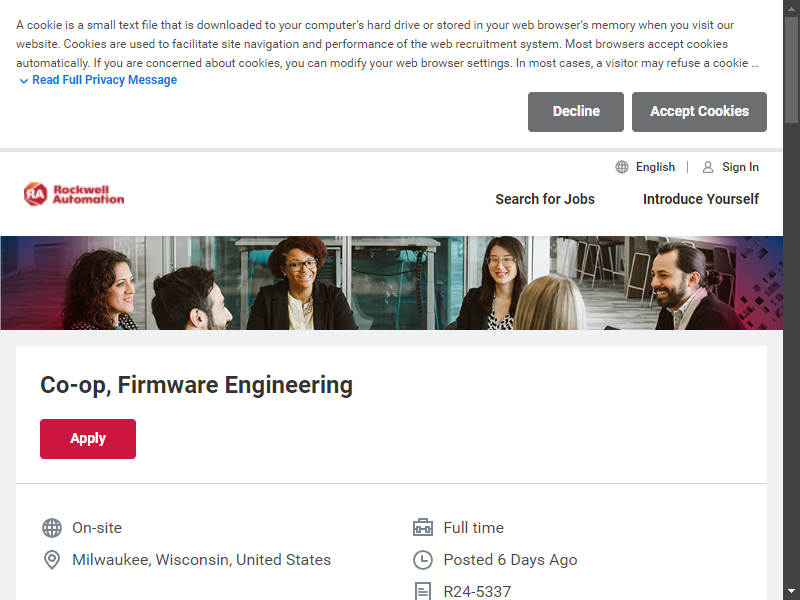 A cookie is a small text file that is downloaded to your computer's hard drive or stored in your web browser's memory when you visit our
website. Cookies are used to facilitate site navigation and performance of the web recruitment system. Most browsers accept cookies
automatically. If you are concerned about cookies, you can modify your web browser settings. In most cases, a visitor may refuse a cookie ...
Read Full Privacy Message
Decline
Accept Cookies
English
Sign In
RA Rockwell
Automation
Search for Jobs
Introduce Yourself
Co-op, Firmware Engineering
Apply
On-site
Full time
Milwaukee, Wisconsin, United States
Posted 6 Days Ago
R24-5337